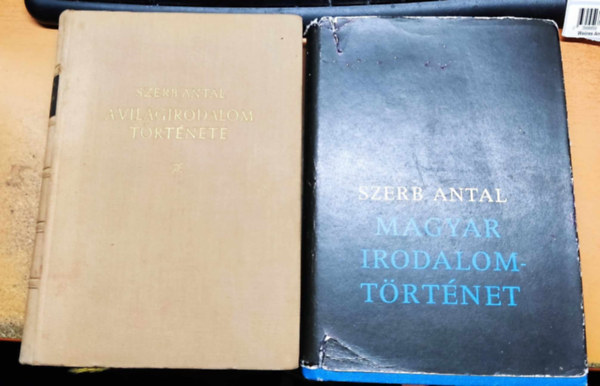 SZERB ANTAL
A VILÁGIRODALOM
TÖRTÉNETE
SZERB ANTAL
MAGYAR
IRODALOM-
TÖRTÉNET